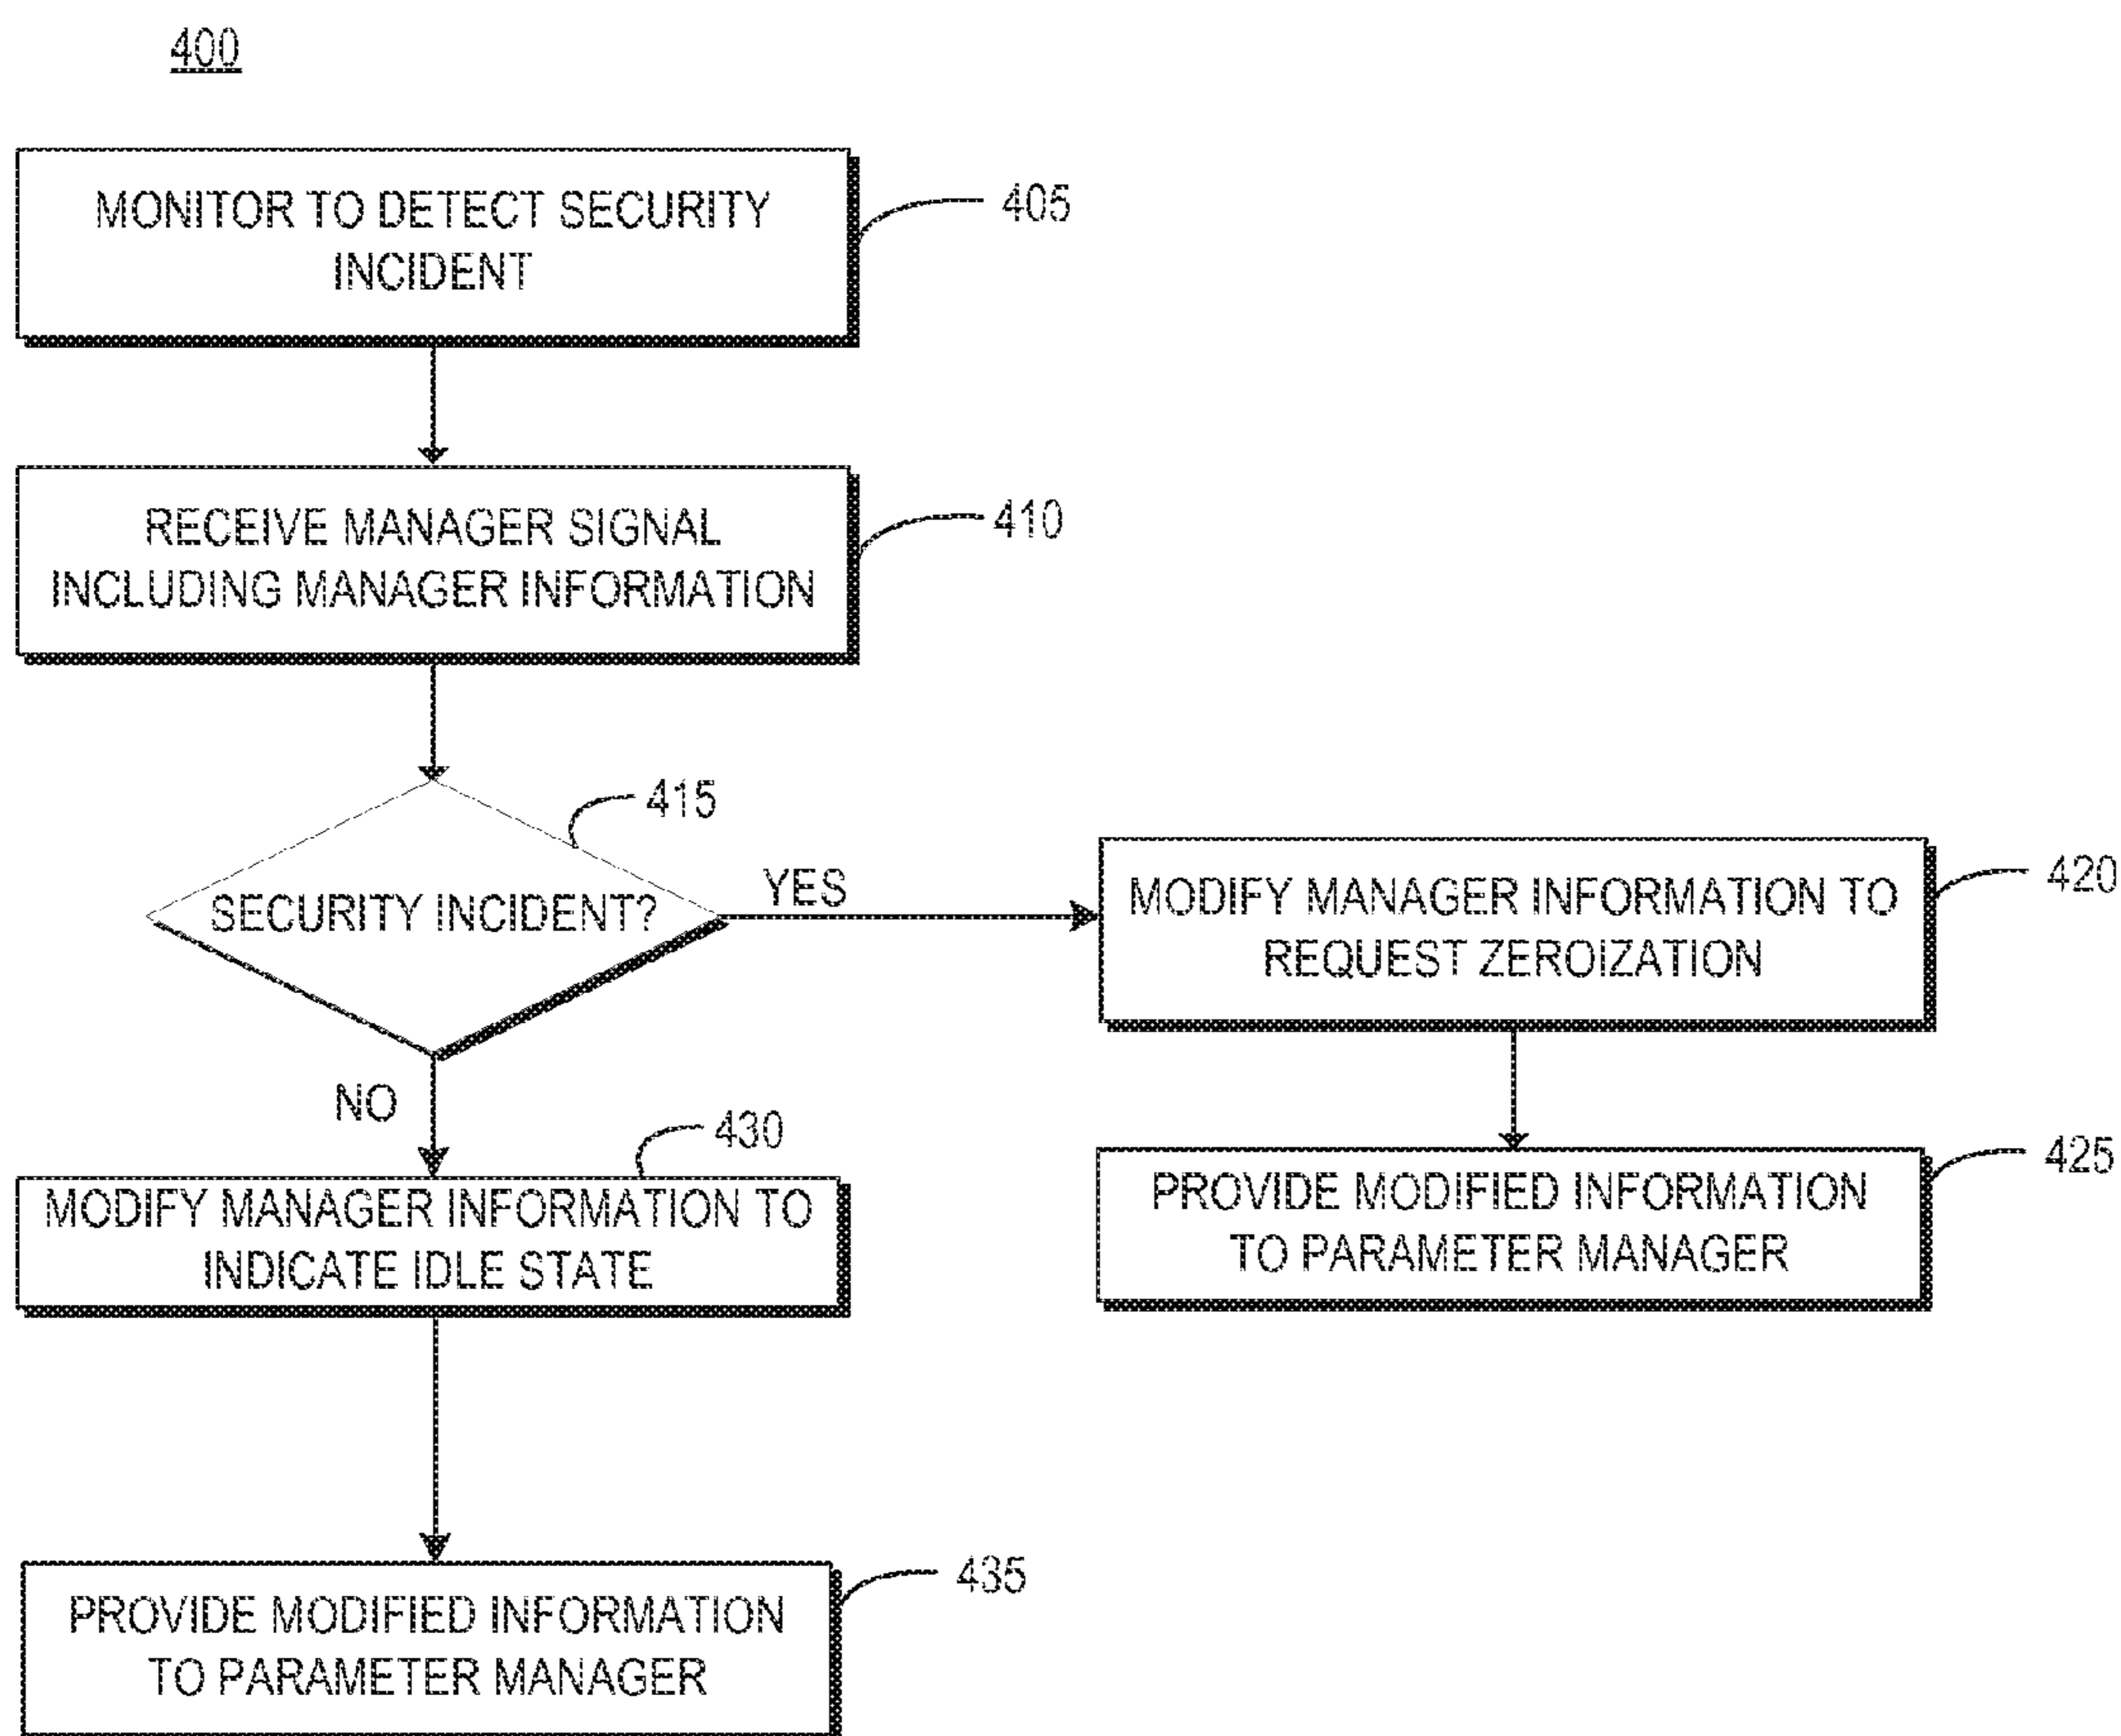 400
MONITOR TO DETECT SECURITY
INCIDENT
405
RECEIVE MANAGER SIGNAL
INCLUDING MANAGER INFORMATION
410
415
SECURITY INCIDENT?
YES
MODIFY MANAGER INFORMATION TO
REQUEST ZEROIZATION
420
NO
PROVIDE MODIFIED INFORMATION
TO PARAMETER MANAGER
425
430
MODIFY MANAGER INFORMATION TO
INDICATE IDLE STATE
PROVIDE MODIFIED INFORMATION
TO PARAMETER MANAGER
435